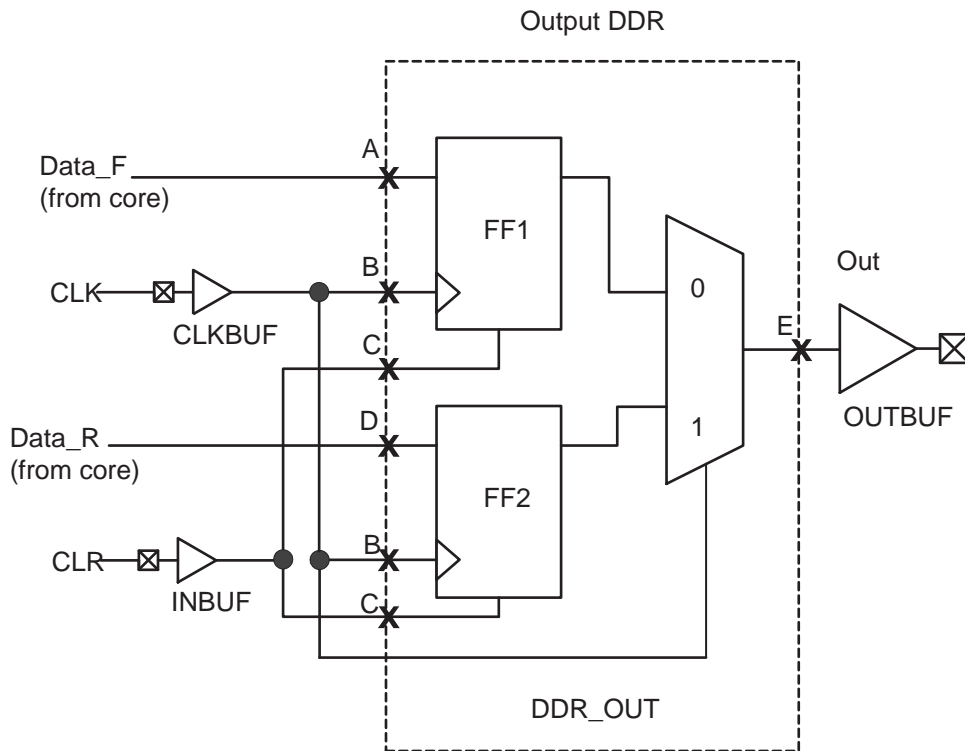 Output DDR
A
Data_F
(from core)
FF1
B
CLK
CLKBUF
C
0
Out
E
OUTBUF
D
Data_R
(from core)
1
FF2
B
CLR
INBUF
C
DDR_OUT